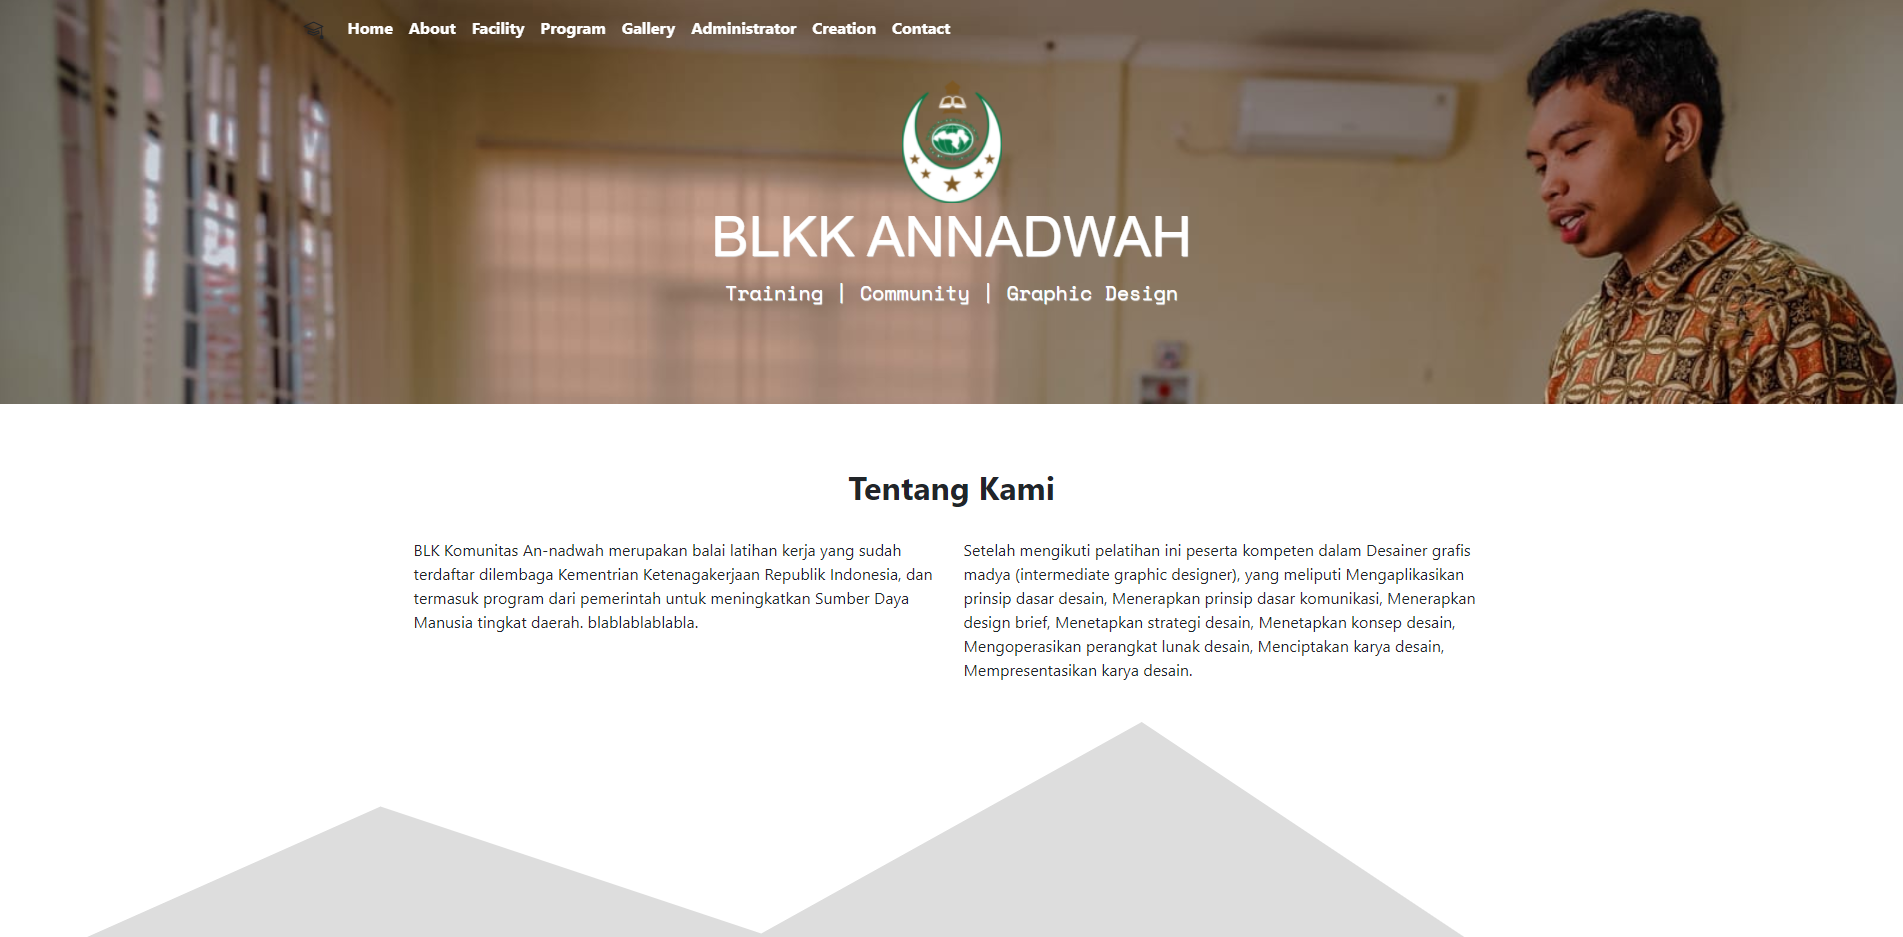 Home About Facility Program Gallery Administrator Creation Contact
BLKK ANNADWAH
Training | Community | Graphic Design
Tentang Kami
BLK Komunitas An-nadwah merupakan balai latihan kerja yang sudah
terdaftar dilembaga Kementrian Ketenagakerjaan Republik Indonesia, dan
termasuk program dari pemerintah untuk meningkatkan Sumber Daya
Manusia tingkat daerah. blablablablabla.
Setelah mengikuti pelatihan ini peserta kompeten dalam Desainer grafis
madya (intermediate graphic designer), yang meliputi Mengaplikasikan
prinsip dasar desain, Menerapkan prinsip dasar komunikasi, Menerapkan
design brief, Menetapkan strategi desain, Menetapkan konsep desain,
Mengoperasikan perangkat lunak desain, Menciptakan karya desain,
Mempresentasikan karya desain.